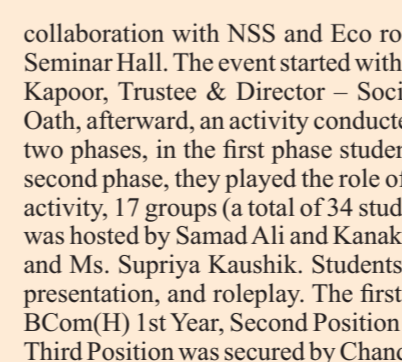 collaboration with NSS and Eco ro
Seminar Hall. The event started with
Kapoor, Trustee & Director – Soci
Oath, afterward, an activity conducte
two phases, in the first phase studen
second phase, they played the role of
activity, 17 groups (a total of 34 stud
was hosted by Samad Ali and Kanak
and Ms. Supriya Kaushik. Students
presentation, and roleplay. The first
BCom(H) 1st Year, Second Position
Third Position was secured by Chand